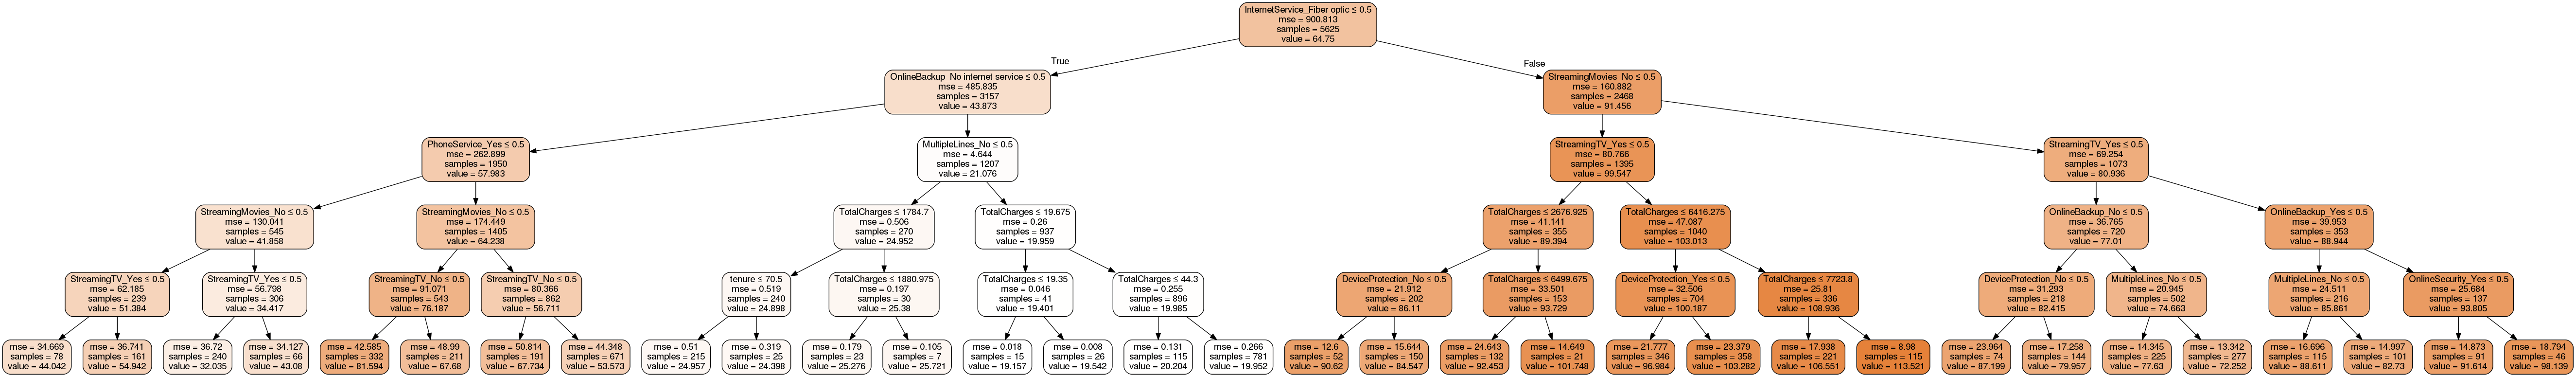 InternetService_Fiber optic ≤ 0.5
mse = 900.813
samples = 5625
value = 64.75
True
False
OnlineBackup_No internet service ≤ 0.5
mse = 485.835
samples = 3157
value = 43.873
StreamingMovies_No ≤ 0.5
mse = 160.882
samples = 2468
value = 91.456
PhoneService_Yes ≤ 0.5
mse = 262.899
samples = 1950
value = 57.983
MultipleLines_No ≤ 0.5
mse = 4.644
samples = 1207
value = 21.076
StreamingTV_Yes ≤ 0.5
mse = 80.766
samples = 1395
value = 99.547
StreamingTV_Yes ≤ 0.5
mse = 69.254
samples = 1073
value = 80.936
StreamingMovies_No ≤ 0.5
mse = 130.041
samples = 545
value = 41.858
StreamingMovies_No ≤ 0.5
mse = 174.449
samples = 1405
value = 64.238
TotalCharges ≤ 1784.7
mse = 0.506
samples = 270
value = 24.952
TotalCharges ≤ 19.675
mse = 0.26
samples = 937
value = 19.959
TotalCharges ≤ 2676.925
mse = 41.141
samples = 355
value = 89.394
TotalCharges ≤ 6416.275
mse = 47.087
samples = 1040
value = 103.013
OnlineBackup_No ≤ 0.5
mse = 36.765
samples = 720
value = 77.01
OnlineBackup_Yes ≤ 0.5
mse = 39.953
samples = 353
value = 88.944
StreamingTV_Yes ≤ 0.5
mse = 62.185
samples = 239
value = 51.384
StreamingTV_Yes ≤ 0.5
mse = 56.798
samples = 306
value = 34.417
StreamingTV_No ≤ 0.5
mse = 91.071
samples = 543
value = 76.187
StreamingTV_No ≤ 0.5
mse = 80.366
samples = 862
value = 56.711
tenure ≤ 70.5
mse = 0.519
samples = 240
value = 24.898
TotalCharges ≤ 1880.975
mse = 0.197
samples = 30
value = 25.38
TotalCharges ≤ 19.35
mse = 0.046
samples = 41
value = 19.401
TotalCharges ≤ 44.3
mse = 0.255
samples = 896
value = 19.985
DeviceProtection_No ≤ 0.5
mse = 21.912
samples = 202
value = 86.11
TotalCharges ≤ 6499.675
mse = 33.501
samples = 153
value = 93.729
DeviceProtection_Yes ≤ 0.5
mse = 32.506
samples = 704
value = 100.187
TotalCharges ≤ 7723.8
mse = 25.81
samples = 336
value = 108.936
DeviceProtection_No ≤ 0.5
mse = 31.293
samples = 218
value = 82.415
MultipleLines_No ≤ 0.5
mse = 20.945
samples = 502
value = 74.663
MultipleLines_No ≤ 0.5
mse = 24.511
samples = 216
value = 85.861
OnlineSecurity_Yes ≤ 0.5
mse = 25.684
samples = 137
value = 93.805
mse = 34.669
samples = 78
value = 44.042
mse = 36.741
samples = 161
value = 54.942
mse = 36.72
samples = 240
value = 32.035
mse = 34.127
samples = 66
value = 43.08
mse = 42.585
samples = 332
value = 81.594
mse = 48.99
samples = 211
value = 67.68
mse = 50.814
samples = 191
value = 67.734
mse = 44.348
samples = 671
value = 53.573
mse = 0.51
samples = 215
value = 24.957
mse = 0.319
samples = 25
value = 24.398
mse = 0.179
samples = 23
value = 25.276
mse = 0.105
samples = 7
value = 25.721
mse = 0.018
samples = 15
value = 19.157
mse = 0.008
samples = 26
value = 19.542
mse = 0.131
samples = 115
value = 20.204
mse = 0.266
samples = 781
value = 19.952
mse = 12.6
samples = 52
value = 90.62
mse = 15.644
samples = 150
value = 84.547
mse = 24.643
samples = 132
value = 92.453
mse = 14.649
samples = 21
value = 101.748
mse = 21.777
samples = 346
value = 96.984
mse = 23.379
samples = 358
value = 103.282
mse = 17.938
samples = 221
value = 106.551
mse = 8.98
samples = 115
value = 113.521
mse = 23.964
samples = 74
value = 87.199
mse = 17.258
samples = 144
value = 79.957
mse = 14.345
samples = 225
value = 77.63
mse = 13.342
samples = 277
value = 72.252
mse = 16.696
samples = 115
value = 88.611
mse = 14.997
samples = 101
value = 82.73
mse = 14.873
samples = 91
value = 91.614
mse = 18.794
samples = 46
value = 98.139